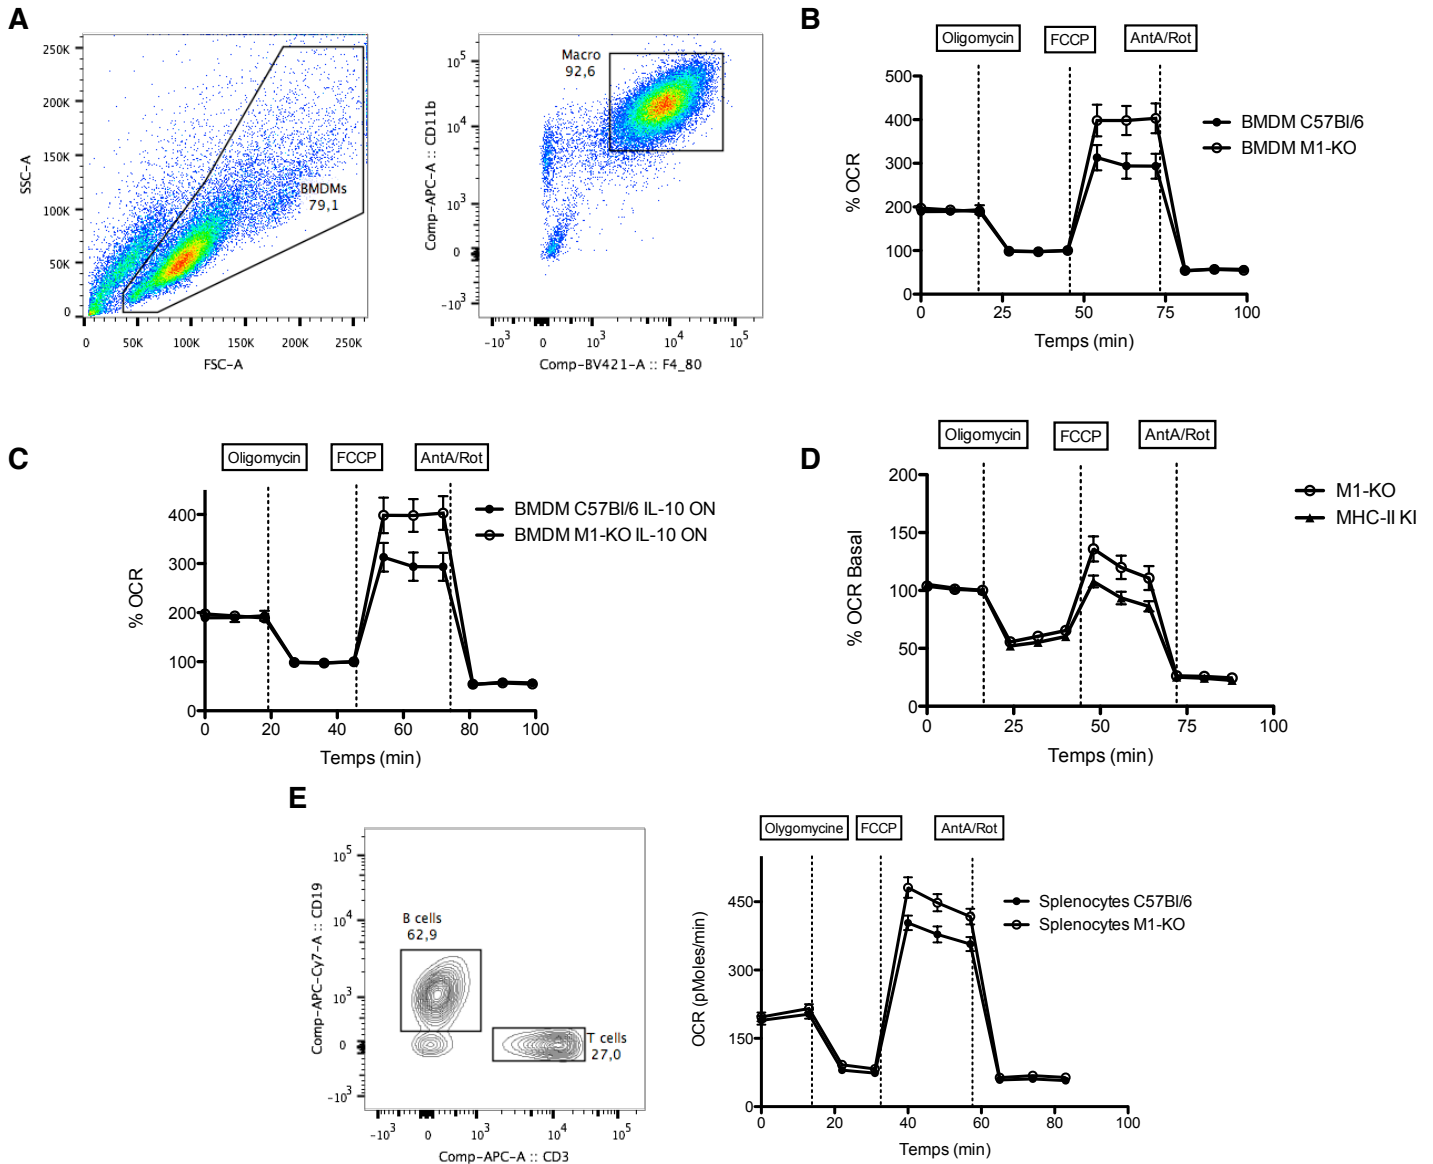 A
250K
200K
150K
100K
50K
0
SSC-A
BMDMs
79,1
0 50K 100K 150K 200K 250K
FSC-A
Macro
92,6
10^5
10^4
10^3
0
-10^3
Comp-APC-A :: CD11b
-10^3 0 10^3 10^4 10^5
Comp-BV421-A :: F4_80
B
Oligomycin FCCP AntA/Rot
500
400
300
200
100
0
% OCR
0 25 50 75 100
Temps (min)
BMDM C57Bl/6
BMDM M1-KO
C
Oligomycin FCCP AntA/Rot
400
300
200
100
0
% OCR
0 20 40 60 80 100
Temps (min)
BMDM C57Bl/6 IL-10 ON
BMDM M1-KO IL-10 ON
D
Oligomycin FCCP AntA/Rot
200
150
100
50
0
% OCR Basal
0 25 50 75 100
Temps (min)
M1-KO
MHC-II KI
E
10^5
10^4
10^3
0
-10^3
Comp-APC-Cy7-A :: CD19
B cells
62,9
T cells
27,0
-10^3 0 10^3 10^4 10^5
Comp-APC-A :: CD3
Olygomycine FCCP AntA/Rot
450
300
150
0
OCR (pMoles/min)
0 20 40 60 80 100
Temps (min)
Splenocytes C57Bl/6
Splenocytes M1-KO